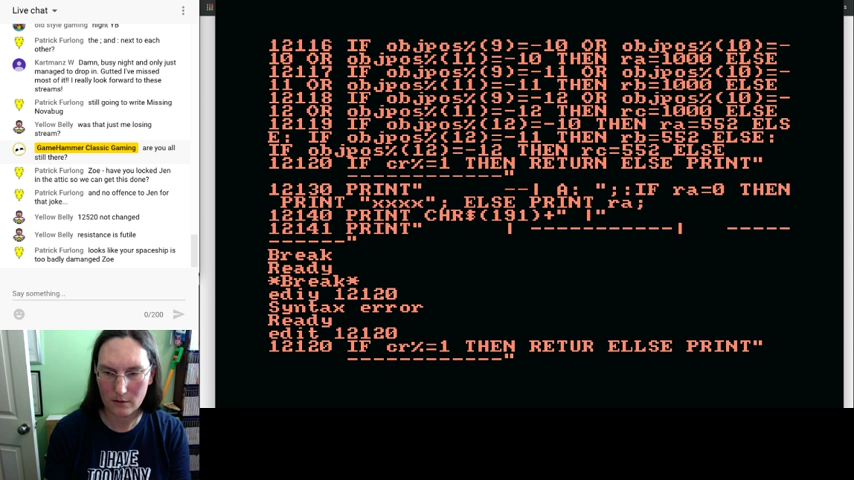 Live chat
old style gaming night YB
Patrick Furlong the ; and : next to each
other?
Kartmanz W Damn, busy night and only just
managed to drop in. Gutted I've missed
most of it!! I really look forward to these
streams!
Patrick Furlong still going to write Missing
Novabug
Yellow Belly was that just me losing
stream?
GameHammer Classic Gaming are you all
still there?
Patrick Furlong Zoe - have you locked Jen
in the attic so we can get this done?
Patrick Furlong and no offence to Jen for
that joke...
Yellow Belly 12520 not changed
Yellow Belly resistance is futile
Patrick Furlong looks like your spaceship is
too badly damanged Zoe
Say something...
0/200
12116 IF objpos%(9)=-10 OR objpos%(10)=-
10 OR objpos%(11)=-10 THEN ra=1000 ELSE
12117 IF objpos%(9)=-11 OR objpos%(10)=-
11 OR objpos%(11)=-11 THEN rb=1000 ELSE
12118 IF objpos%(9)=-12 OR objpos%(10)=-
12 OR objpos%(11)=-12 THEN rc=1000 ELSE
12119 IF objpos%(12)=-10 THEN ra=552 ELS
E: IF objpos%(12)=-11 THEN rb=552 ELSE:
IF objpos%(12)=-12 THEN rc=552 ELSE
12120 IF cr%=1 THEN RETURN ELSE PRINT"
------------"
12130 PRINT" --| A: ";:IF ra=0 THEN
PRINT "xxxx"; ELSE PRINT ra;
12140 PRINT CHR$(191)+" |"
12141 PRINT" | -----------| -----
-------"
Break
Ready
*Break*
ediy 12120
Syntax error
Ready
edit 12120
12120 IF cr%=1 THEN RETUR ELLSE PRINT"
------------"
I HAVE
TOO MANY